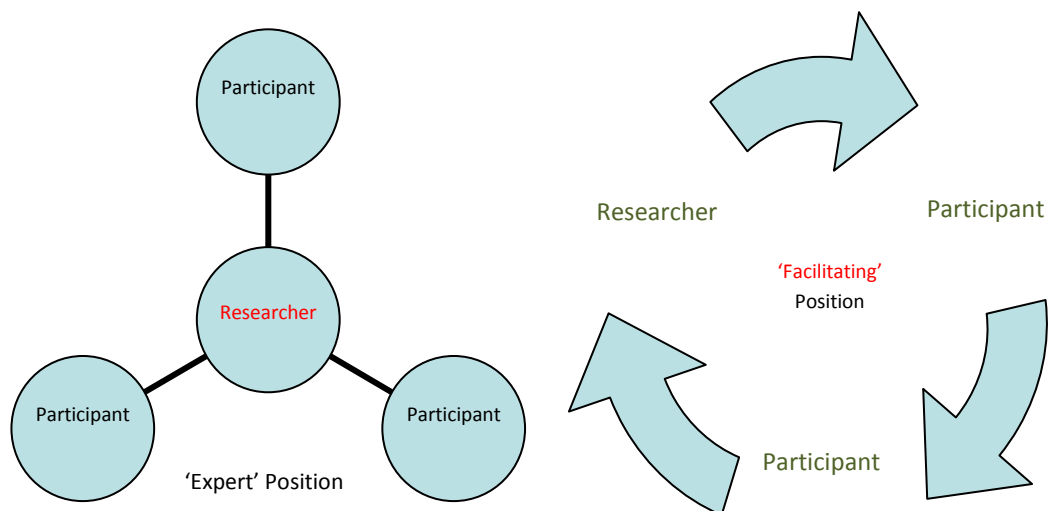 Participant
Researcher
Participant
Participant
‘Expert’ Position
Researcher
Participant
‘Facilitating’
Position
Participant